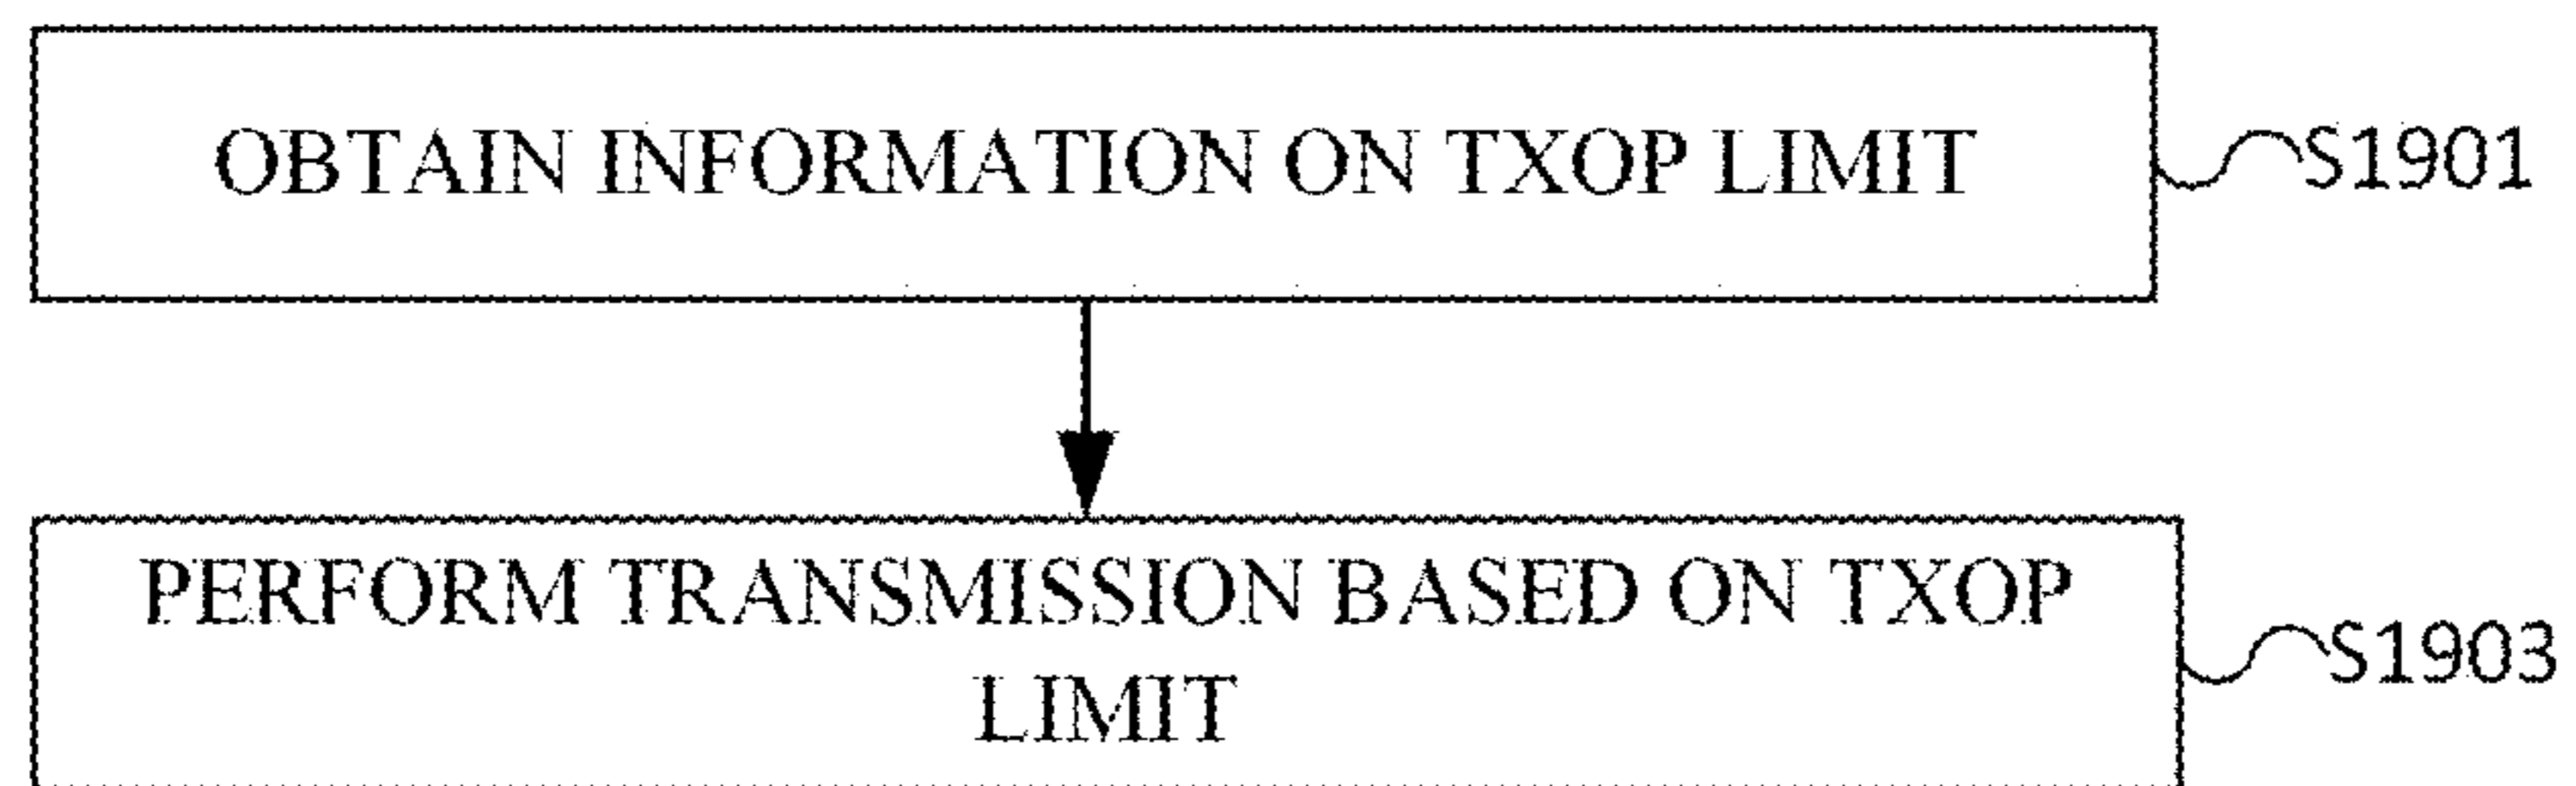 OBTAIN INFORMATION ON TXOP LIMIT
S1901
PERFORM TRANSMISSION BASED ON TXOP
LIMIT
S1903